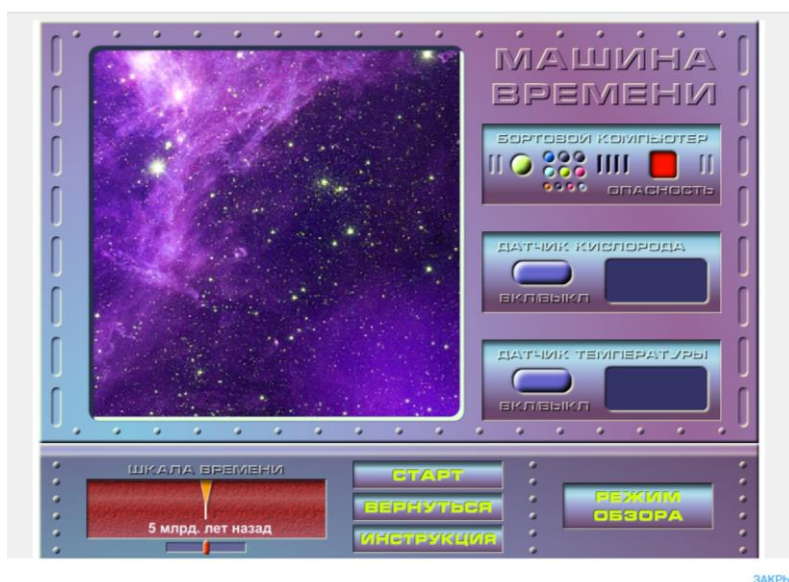 МАШИНА
ВРЕМЕНИ
БОРТОВОЙ КОМПЬЮТЕР
ОПАСНОСТЬ
ДАТЧИК КИСЛОРОДА
ВКЛ/ВЫКЛ
ДАТЧИК ТЕМПЕРАТУРЫ
ВКЛ/ВЫКЛ
ШКАЛА ВРЕМЕНИ
5 млрд. лет назад
СТАРТ
ВЕРНУТЬСЯ
ИНСТРУКЦИЯ
РЕЖИМ
ОБЗОРА